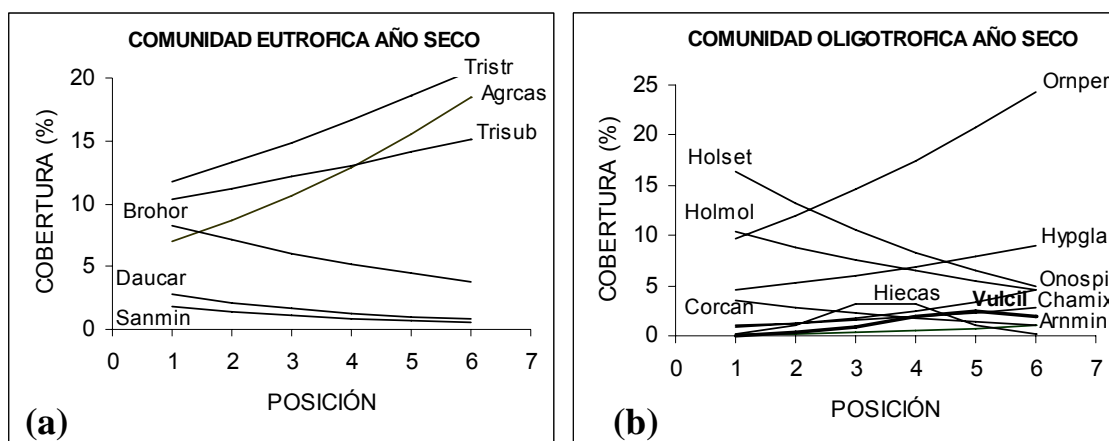 COMUNIDAD EUTROFICA AÑO SECO
20
15
10
5
0
COBERTURA (%)
Tristr
Agrcas
Trisub
Brohor
Daucar
Sanmin
0 1 2 3 4 5 6 7
POSICIÓN
(a)
COMUNIDAD OLIGOTROFICA AÑO SECO
25
20
15
10
5
0
COBERTURA (%)
Ornper
Holset
Holmol
Hypgla
Onospi
Hiecas
Vulcil
Chamix
Corcan
Arnmin
0 1 2 3 4 5 6 7
POSICIÓN
(b)